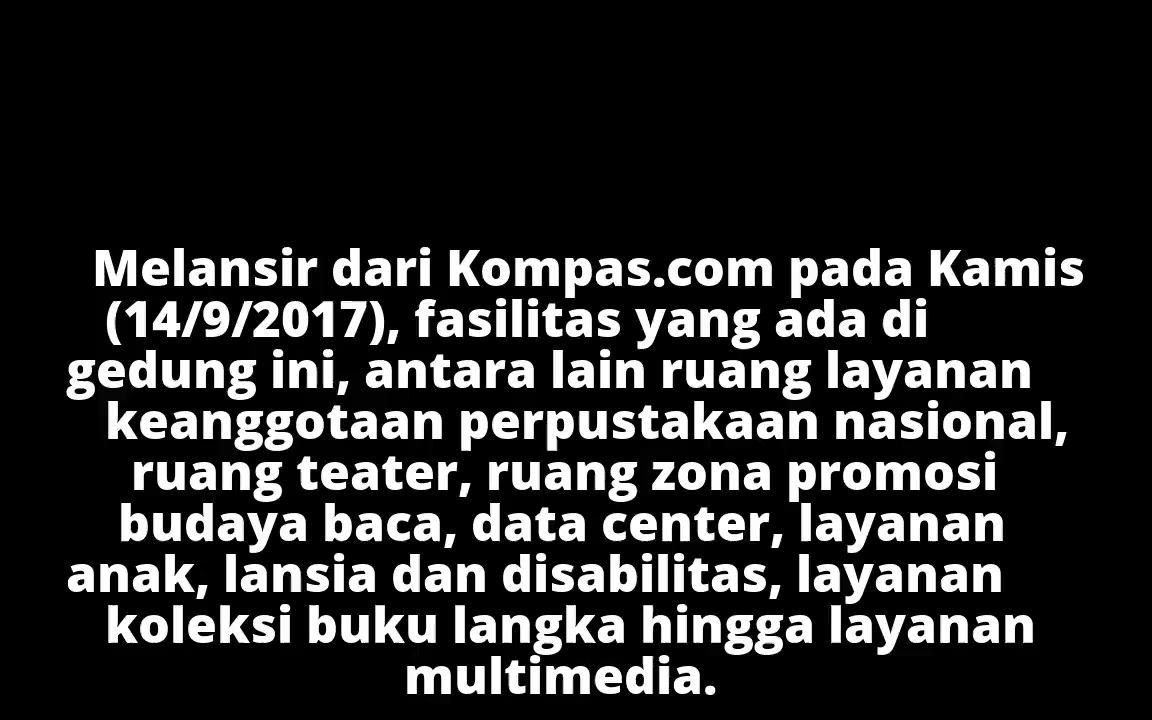 Melansir dari Kompas.com pada Kamis
(14/9/2017), fasilitas yang ada di
gedung ini, antara lain ruang layanan
keanggotaan perpustakaan nasional,
ruang teater, ruang zona promosi
budaya baca, data center, layanan
anak, lansia dan disabilitas, layanan
koleksi buku langka hingga layanan
multimedia.